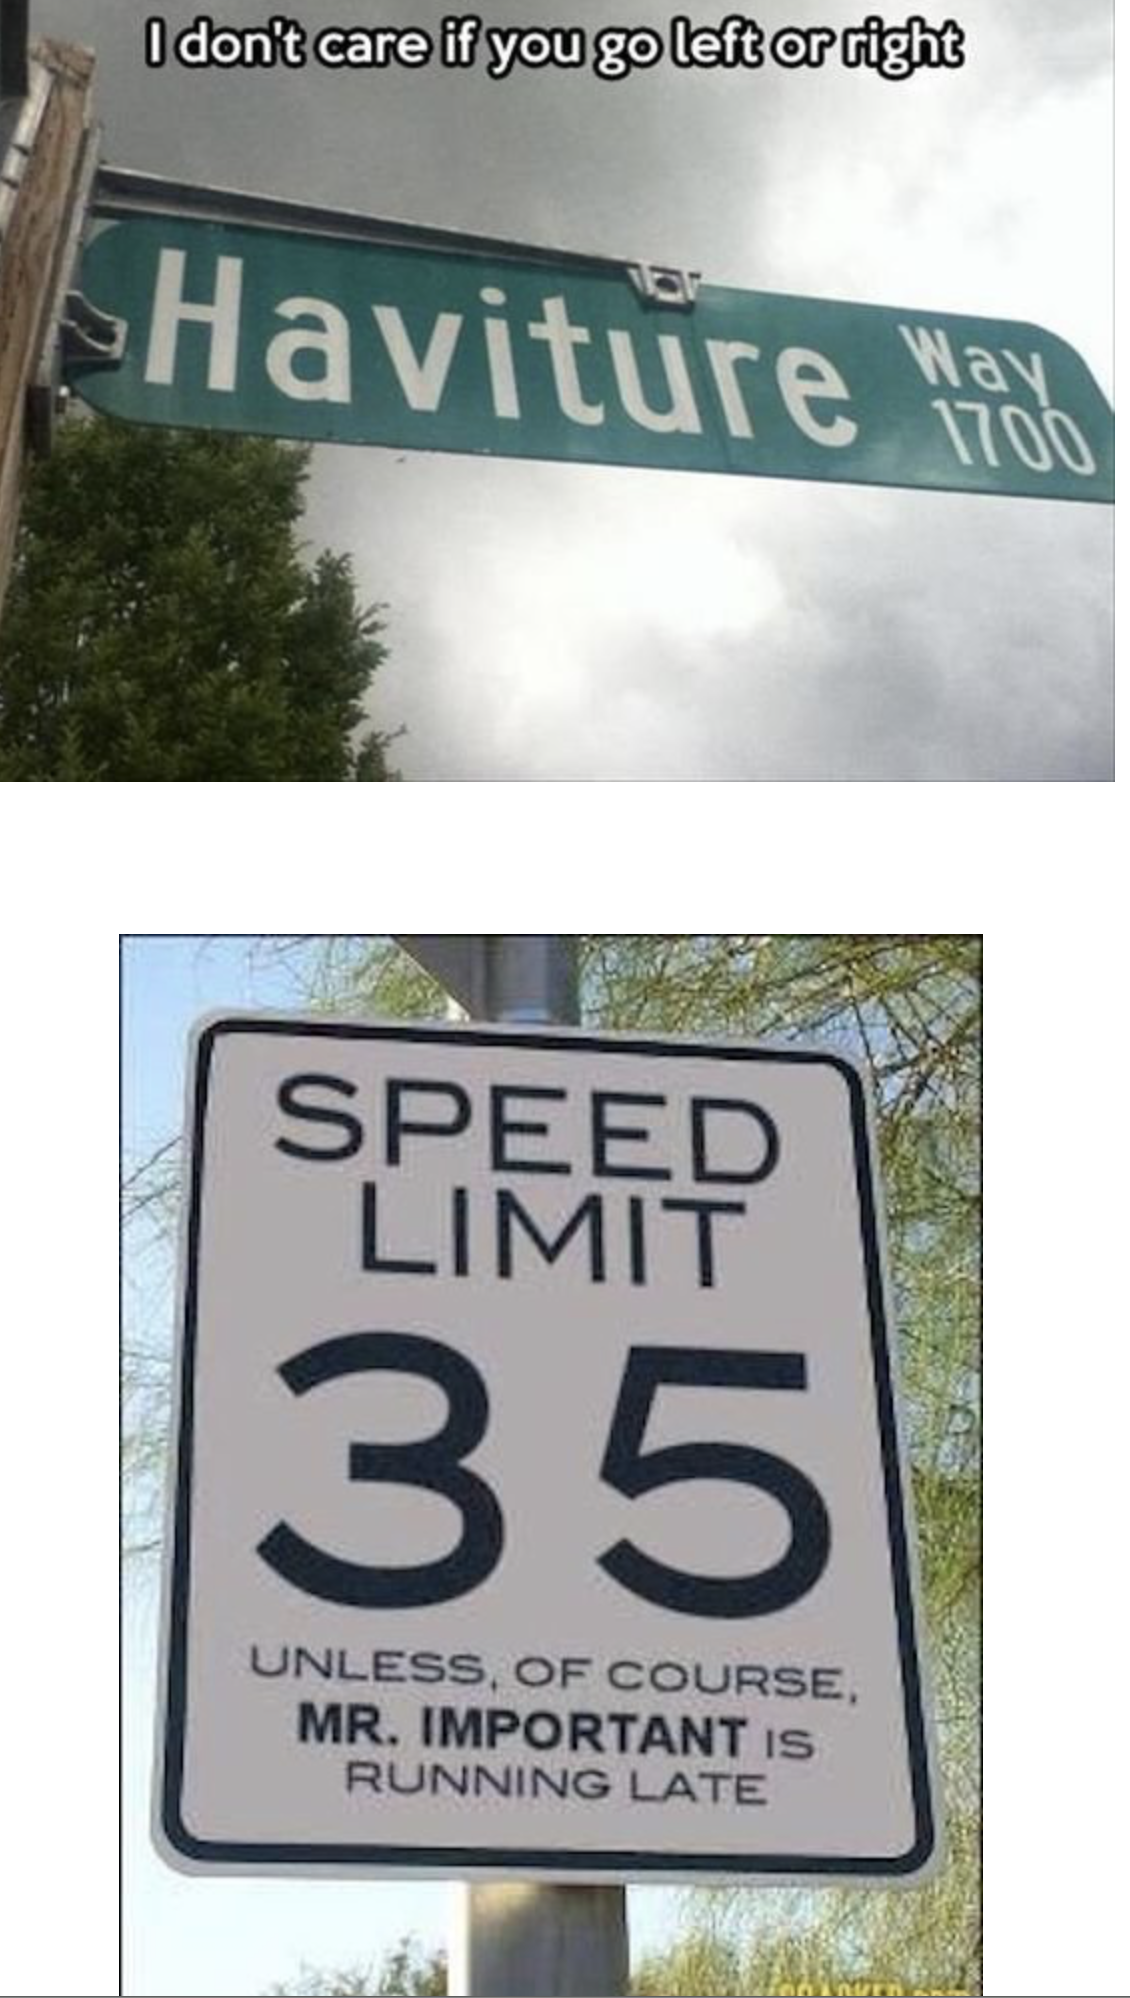 I don't care if you go left or right
Haviture Way
1700
SPEED
LIMIT
35
UNLESS, OF COURSE,
MR. IMPORTANT IS
RUNNING LATE